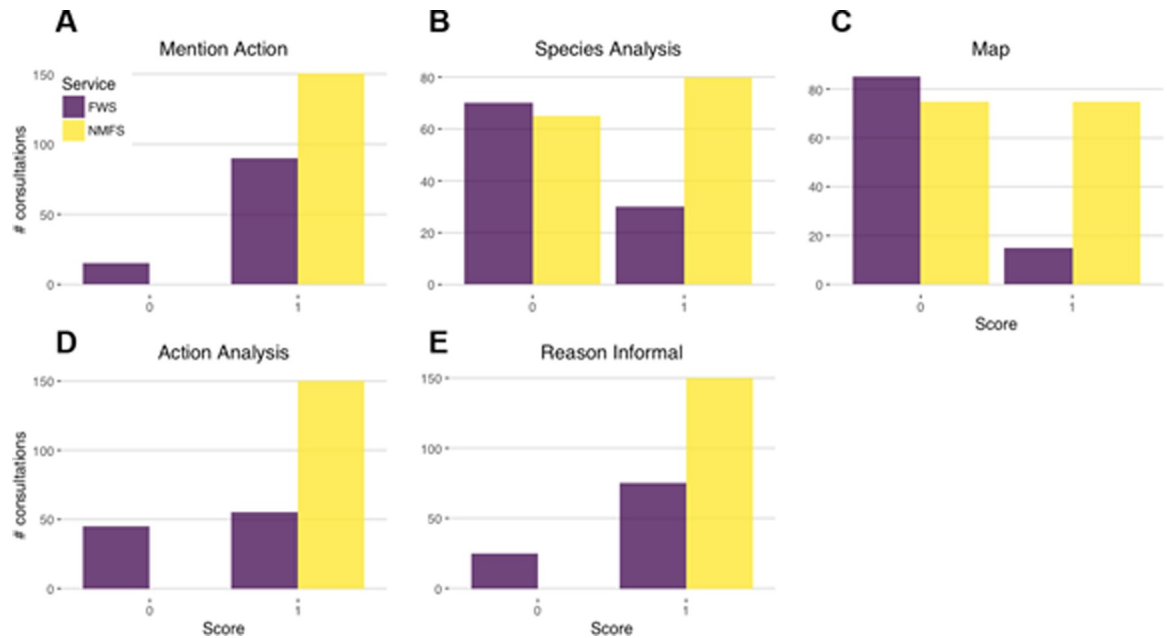 A
Mention Action
150
100
50
0
# consultations
Service
FWS
NMFS
0
1
B
Species Analysis
80
60
40
20
0
0
1
C
Map
80
60
40
20
0
0
1
Score
D
Action Analysis
150
100
50
0
# consultations
0
1
Score
E
Reason Informal
150
100
50
0
0
1
Score